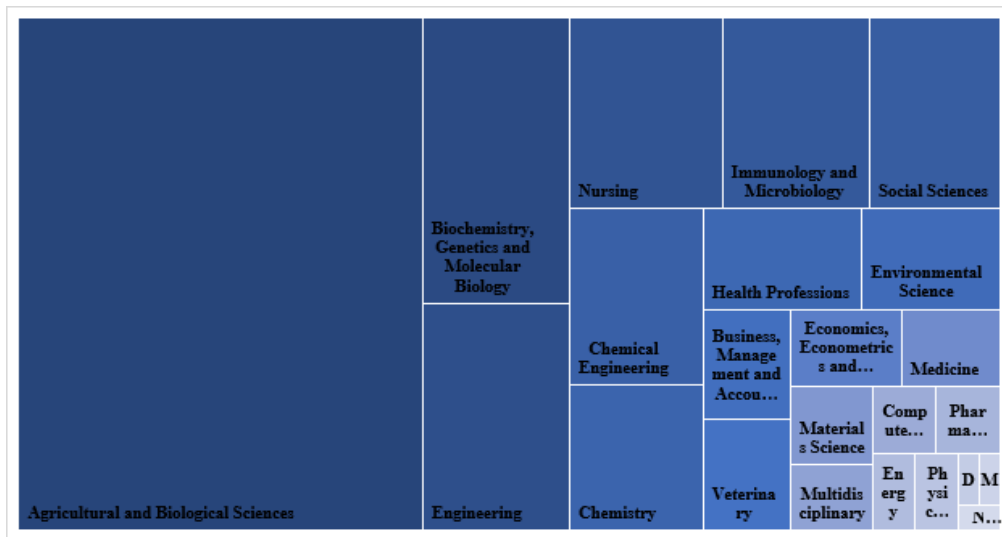 Agricultural and Biological Sciences
Biochemistry,
Genetics and
Molecular
Biology
Engineering
Nursing
Immunology and
Microbiology
Social Sciences
Chemical
Engineering
Chemistry
Health Professions
Environmental
Science
Business,
Manage
ment and
Accou…
Veterina
ry
Economics,
Econometric
s and…
Medicine
Material
s Science
Multidis
ciplinary
Comp
ute…
Phar
ma…
En
erg
y
Ph
ysi
c…
D
M
N…